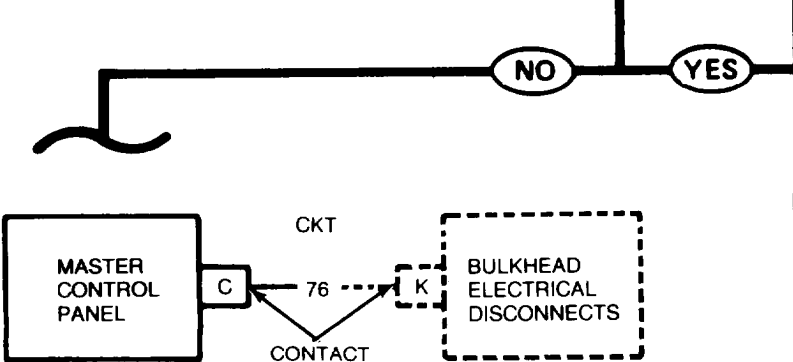 NO YES
CKT
MASTER
CONTROL
PANEL
C 76 K
BULKHEAD
ELECTRICAL
DISCONNECTS
CONTACT